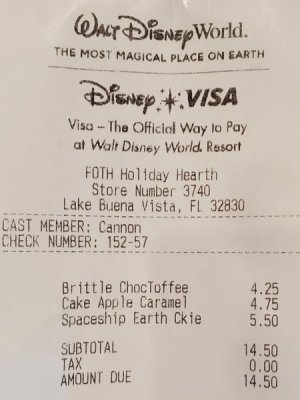 Walt Disney World.
THE MOST MAGICAL PLACE ON EARTH
Disney VISA
Visa - The Official Way to Pay
at Walt Disney World Resort
FOTH Holiday Hearth
Store Number 3740
Lake Buena Vista, FL 32830
CAST MEMBER: Cannon
CHECK NUMBER: 152-57
Brittle ChocToffee 4.25
Cake Apple Caramel 4.75
Spaceship Earth Ckie 5.50
SUBTOTAL 14.50
TAX 0.00
AMOUNT DUE 14.50